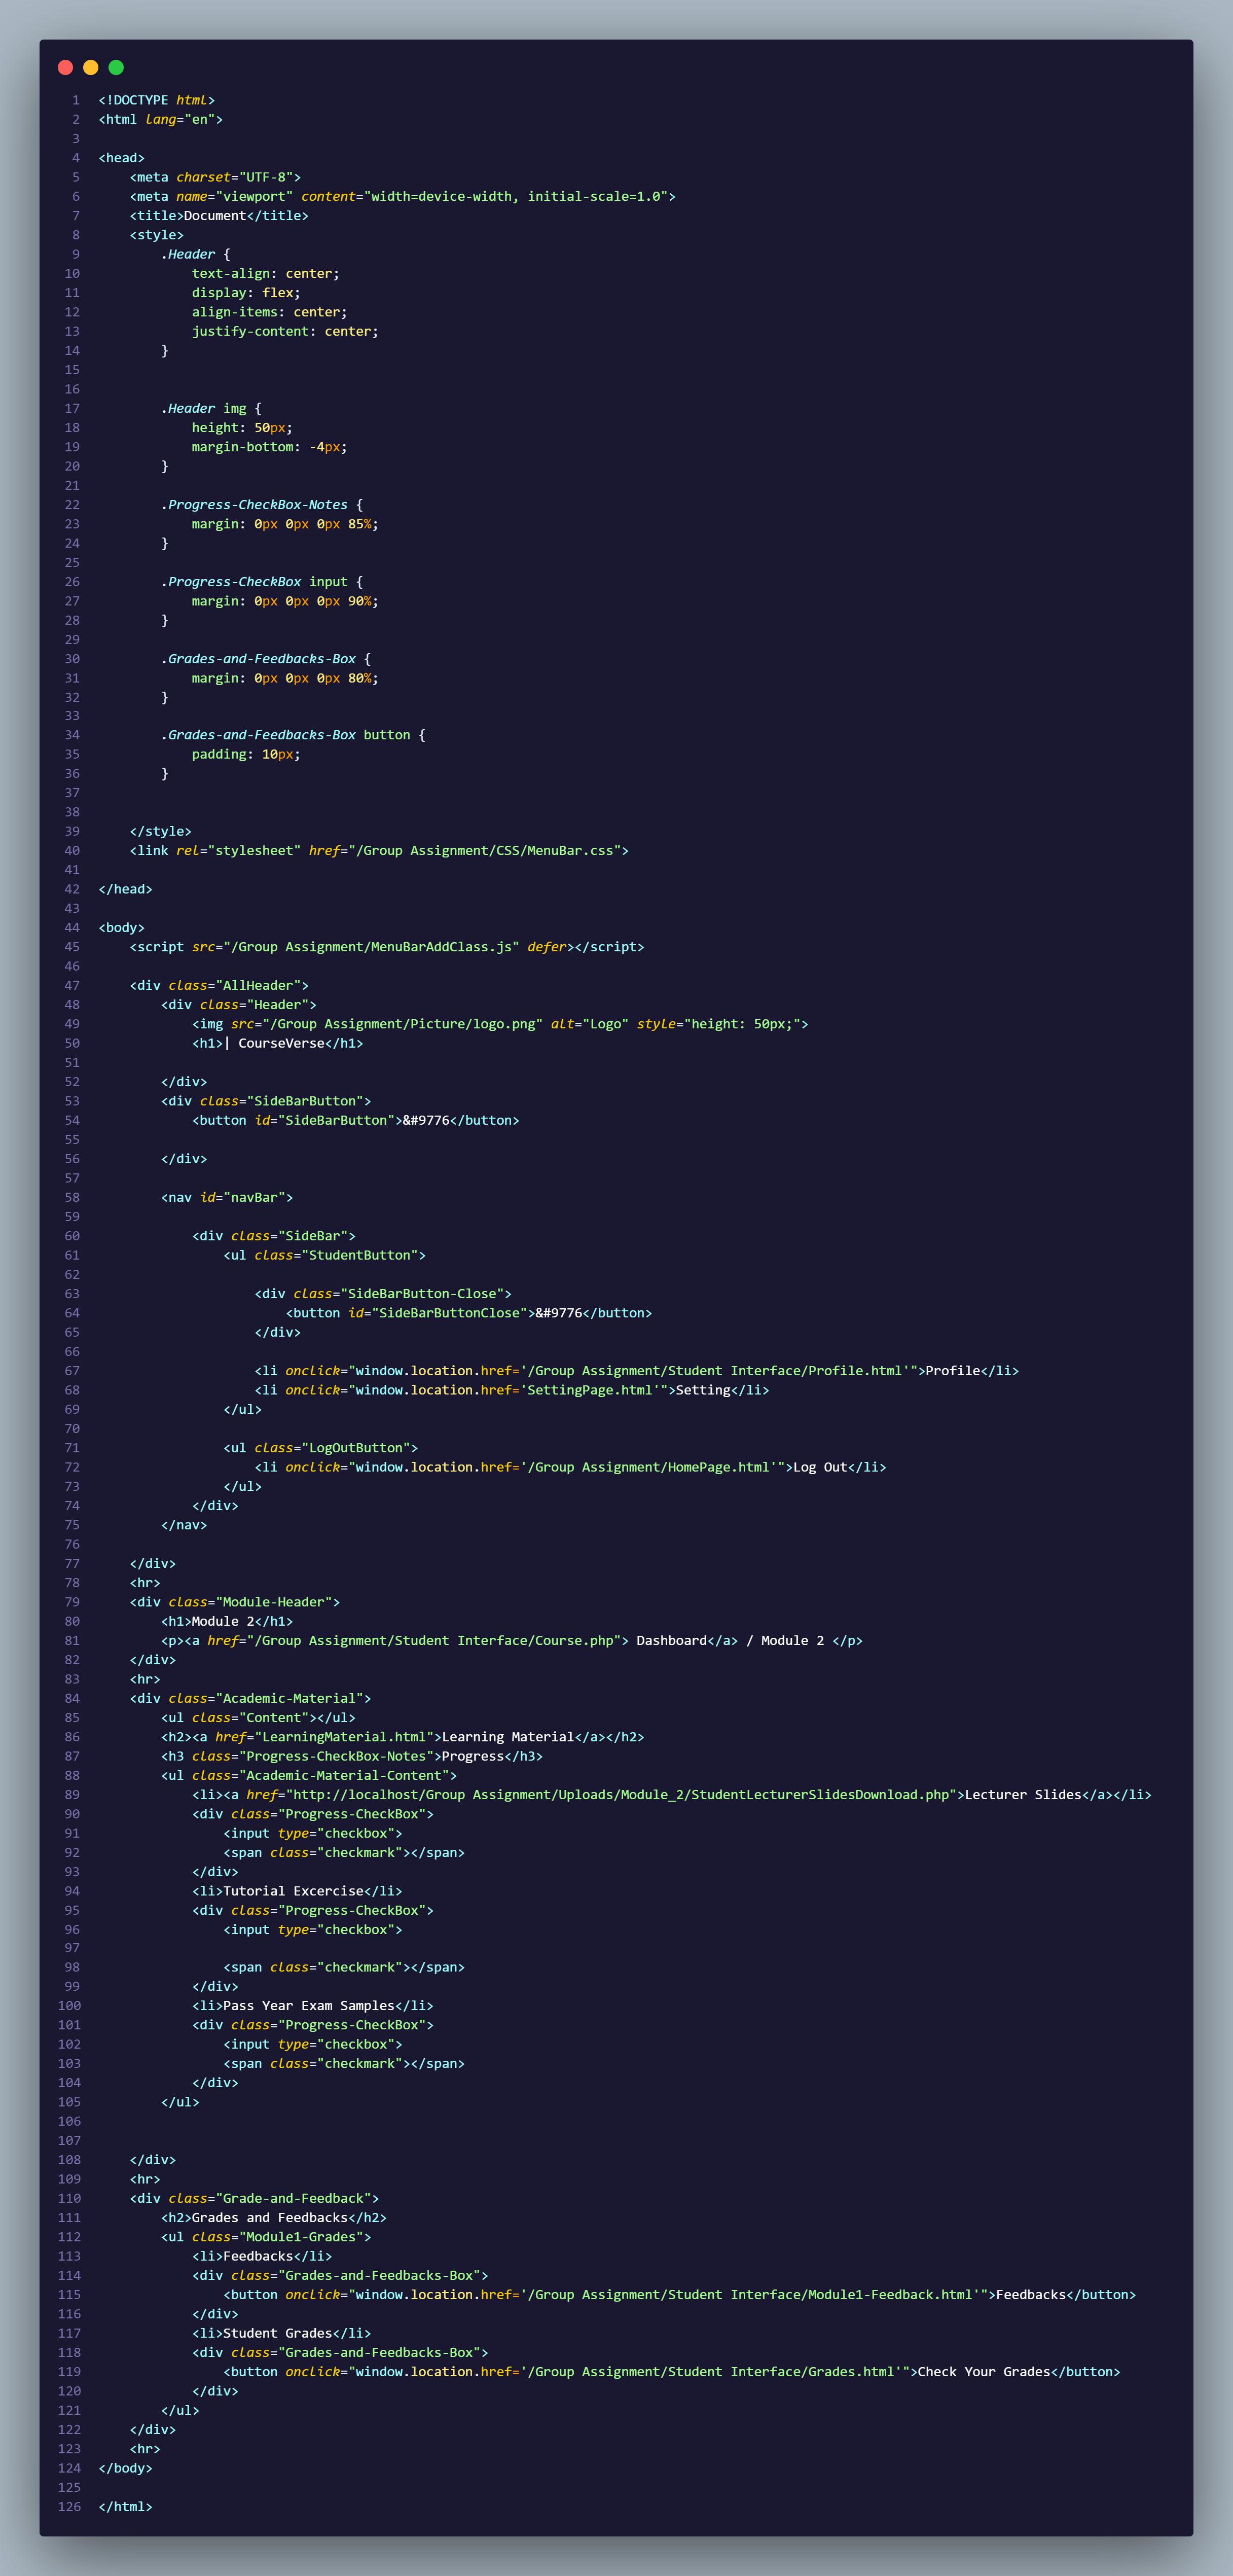 1 <!DOCTYPE html>
2 <html lang="en">
3
4 <head>
5     <meta charset="UTF-8">
6     <meta name="viewport" content="width=device-width, initial-scale=1.0">
7     <title>Document</title>
8     <style>
9         .Header {
10             text-align: center;
11             display: flex;
12             align-items: center;
13             justify-content: center;
14         }
15
16
17         .Header img {
18             height: 50px;
19             margin-bottom: -4px;
20         }
21
22         .Progress-CheckBox-Notes {
23             margin: 0px 0px 0px 85%;
24         }
25
26         .Progress-CheckBox input {
27             margin: 0px 0px 0px 90%;
28         }
29
30         .Grades-and-Feedbacks-Box {
31             margin: 0px 0px 0px 80%;
32         }
33
34         .Grades-and-Feedbacks-Box button {
35             padding: 10px;
36         }
37
38
39     </style>
40     <link rel="stylesheet" href="/Group Assignment/CSS/MenuBar.css">
41
42 </head>
43
44 <body>
45     <script src="/Group Assignment/MenuBarAddClass.js" defer></script>
46
47     <div class="AllHeader">
48         <div class="Header">
49             <img src="/Group Assignment/Picture/logo.png" alt="Logo" style="height: 50px;">
50             <h1>| CourseVerse</h1>
51
52         </div>
53         <div class="SideBarButton">
54             <button id="SideBarButton">&#9776</button>
55
56         </div>
57
58         <nav id="navBar">
59
60             <div class="SideBar">
61                 <ul class="StudentButton">
62
63                     <div class="SideBarButton-Close">
64                         <button id="SideBarButtonClose">&#9776</button>
65                     </div>
66
67                     <li onclick="window.location.href='/Group Assignment/Student Interface/Profile.html'">Profile</li>
68                     <li onclick="window.location.href='SettingPage.html'">Setting</li>
69                 </ul>
70
71                 <ul class="LogOutButton">
72                     <li onclick="window.location.href='/Group Assignment/HomePage.html'">Log Out</li>
73                 </ul>
74             </div>
75         </nav>
76
77     </div>
78     <hr>
79     <div class="Module-Header">
80         <h1>Module 2</h1>
81         <p><a href="/Group Assignment/Student Interface/Course.php"> Dashboard</a> / Module 2 </p>
82     </div>
83     <hr>
84     <div class="Academic-Material">
85         <ul class="Content"></ul>
86         <h2><a href="LearningMaterial.html">Learning Material</a></h2>
87         <h3 class="Progress-CheckBox-Notes">Progress</h3>
88         <ul class="Academic-Material-Content">
89             <li><a href="http://localhost/Group Assignment/Uploads/Module_2/StudentLecturerSlidesDownload.php">Lecturer Slides</a></li>
90             <div class="Progress-CheckBox">
91                 <input type="checkbox">
92                 <span class="checkmark"></span>
93             </div>
94             <li>Tutorial Excercise</li>
95             <div class="Progress-CheckBox">
96                 <input type="checkbox">
97
98                 <span class="checkmark"></span>
99             </div>
100             <li>Pass Year Exam Samples</li>
101             <div class="Progress-CheckBox">
102                 <input type="checkbox">
103                 <span class="checkmark"></span>
104             </div>
105         </ul>
106
107
108     </div>
109     <hr>
110     <div class="Grade-and-Feedback">
111         <h2>Grades and Feedbacks</h2>
112         <ul class="Module1-Grades">
113             <li>Feedbacks</li>
114             <div class="Grades-and-Feedbacks-Box">
115                 <button onclick="window.location.href='/Group Assignment/Student Interface/Module1-Feedback.html'">Feedbacks</button>
116             </div>
117             <li>Student Grades</li>
118             <div class="Grades-and-Feedbacks-Box">
119                 <button onclick="window.location.href='/Group Assignment/Student Interface/Grades.html'">Check Your Grades</button>
120             </div>
121         </ul>
122     </div>
123     <hr>
124 </body>
125
126 </html>